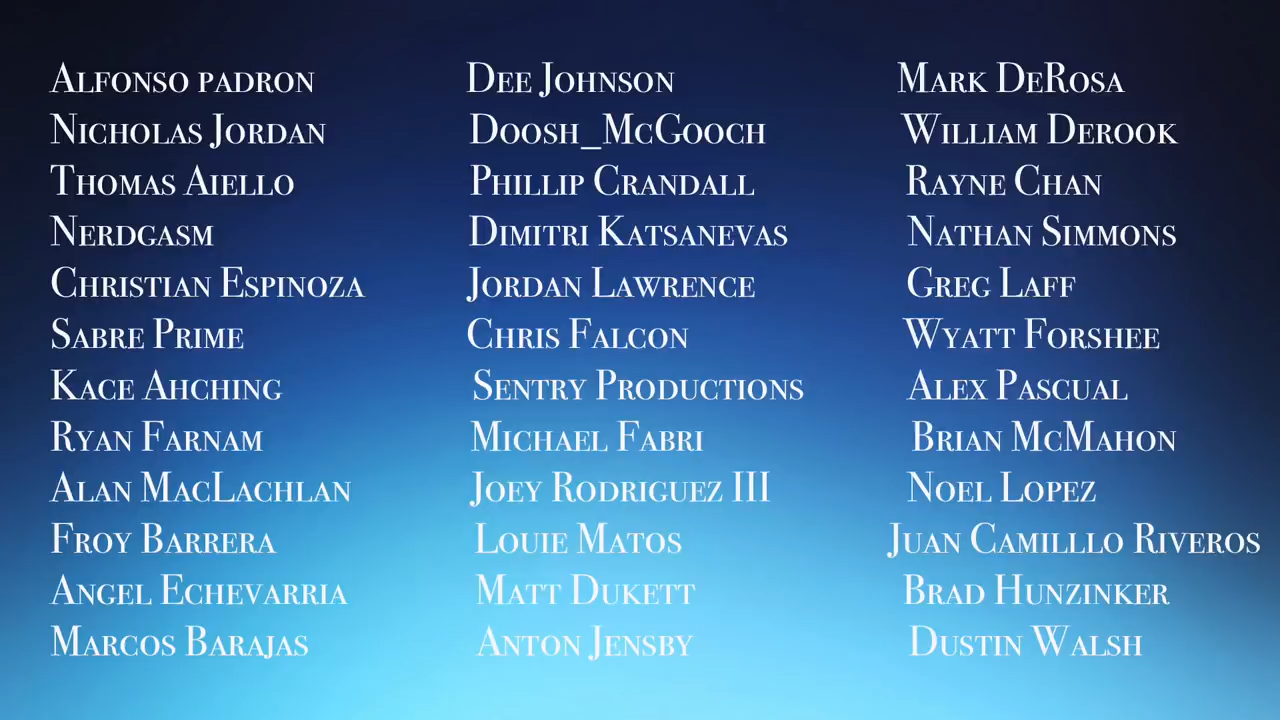 Alfonso padron
Nicholas Jordan
Thomas Aiello
Nerdgasm
Christian Espinoza
Sabre Prime
Kace Ahching
Ryan Farnam
Alan MacLachlan
Froy Barrera
Angel Echevarria
Marcos Barajas
Dee Johnson
Doosh_McGooch
Phillip Crandall
Dimitri Katsanevas
Jordan Lawrence
Chris Falcon
Sentry Productions
Michael Fabri
Joey Rodriguez III
Louie Matos
Matt Dukett
Anton Jensby
Mark DeRosa
William Derook
Rayne Chan
Nathan Simmons
Greg Laff
Wyatt Forshee
Alex Pascual
Brian McMahon
Noel Lopez
Juan Camilllo Riveros
Brad Hunzinker
Dustin Walsh